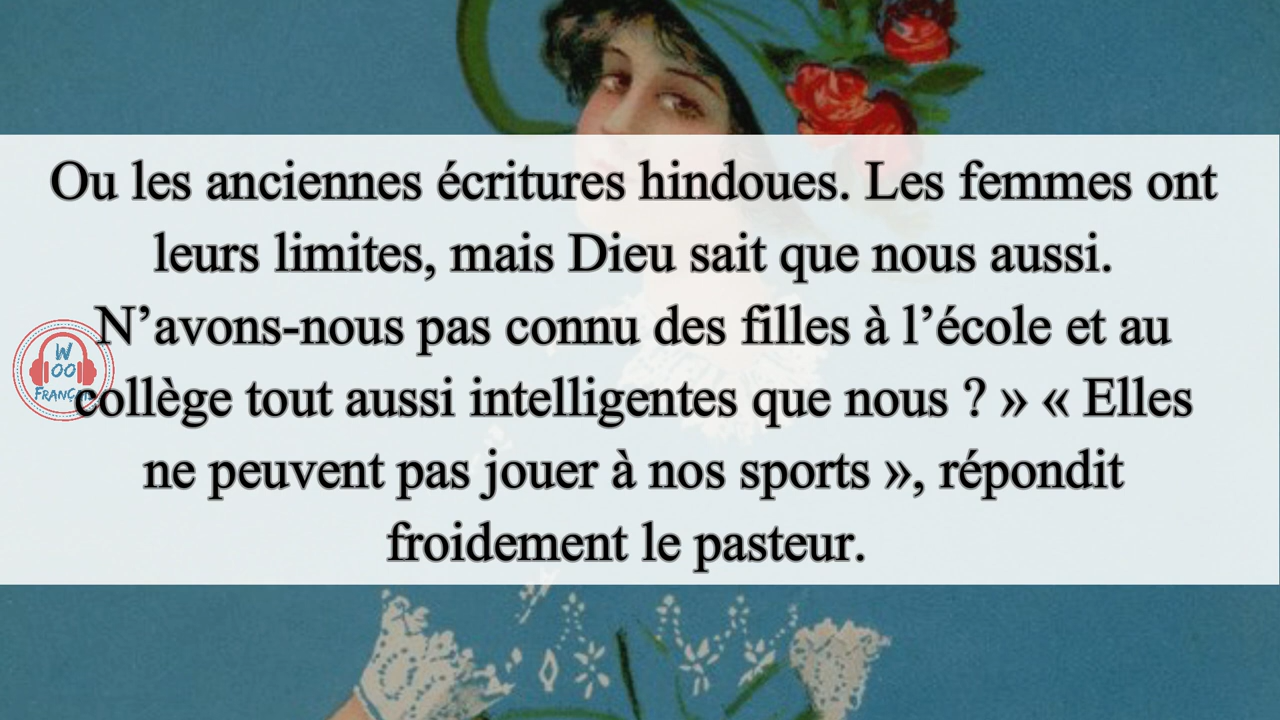 Ou les anciennes écritures hindoues. Les femmes ont
leurs limites, mais Dieu sait que nous aussi.
N’avons-nous pas connu des filles à l’école et au
collège tout aussi intelligentes que nous ? » « Elles
ne peuvent pas jouer à nos sports », répondit
froidement le pasteur.
W
OO